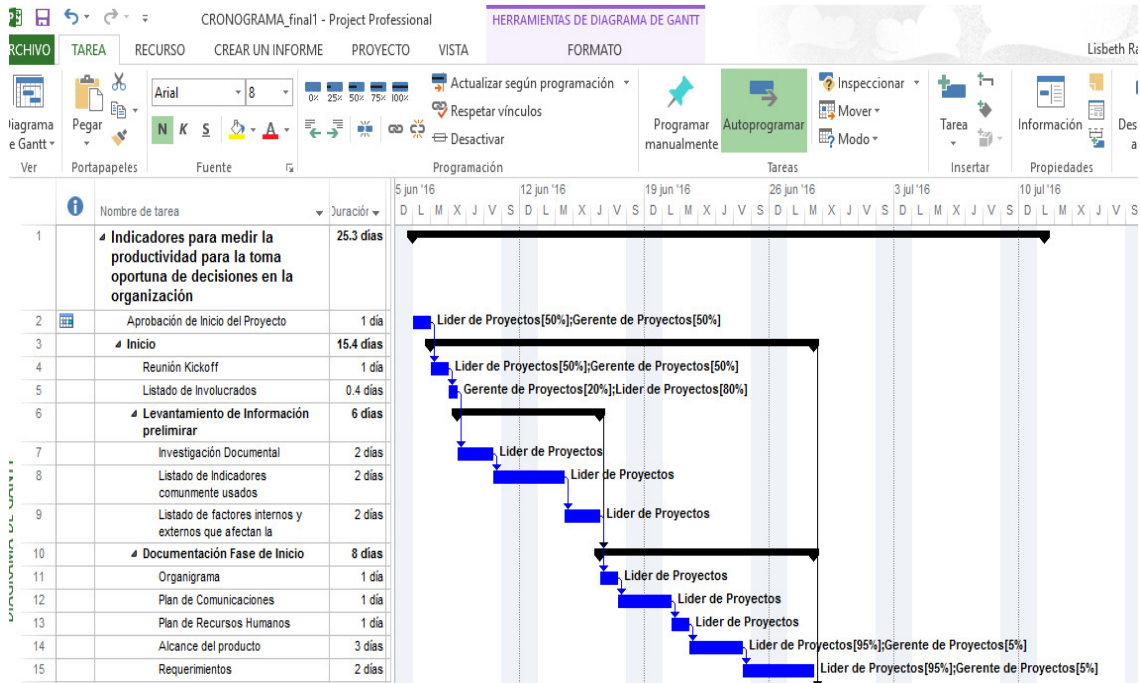 CRONOGRAMA_final1 - Project Professional
HERRAMIENTAS DE DIAGRAMA DE GANTT
RCHIVO TAREA RECURSO CREAR UN INFORME PROYECTO VISTA FORMATO
Lisbeth Ra
Diagrama
e Gantt
Ver
Pegar
Portapapeles
Arial 8
N K S A
Fuente
0% 25% 50% 75% 100%
Actualizar según programación
Respetar vínculos
Desactivar
Programación
Programar
manualmente
Autoprogramar
Inspeccionar
Mover
Modo
Tareas
Tarea
Insertar
Información
Propiedades
Des
a
5 jun '16 12 jun '16 19 jun '16 26 jun '16 3 jul '16 10 jul '16
Nombre de tarea Duración
D L M X J V S D L M X J V S D L M X J V S D L M X J V S D L M X J V S D L M X J V S
1 Indicadores para medir la 25.3 días
productividad para la toma
oportuna de decisiones en la
organización
2 Aprobación de Inicio del Proyecto 1 día Lider de Proyectos[50%];Gerente de Proyectos[50%]
3 Inicio 15.4 días
4 Reunión Kickoff 1 día Lider de Proyectos[50%];Gerente de Proyectos[50%]
5 Listado de Involucrados 0.4 días Gerente de Proyectos[20%];Lider de Proyectos[80%]
6 Levantamiento de Información 6 días
prelimirar
7 Investigación Documental 2 días Lider de Proyectos
8 Listado de Indicadores 2 días Lider de Proyectos
comunmente usados
9 Listado de factores internos y 2 días Lider de Proyectos
externos que afectan la
10 Documentación Fase de Inicio 8 días
11 Organigrama 1 día Lider de Proyectos
12 Plan de Comunicaciones 1 día Lider de Proyectos
13 Plan de Recursos Humanos 1 día Lider de Proyectos
14 Alcance del producto 3 días Lider de Proyectos[95%];Gerente de Proyectos[5%]
15 Requerimientos 2 días Lider de Proyectos[95%];Gerente de Proyectos[5%]
DIAGRAMA DE GANTT